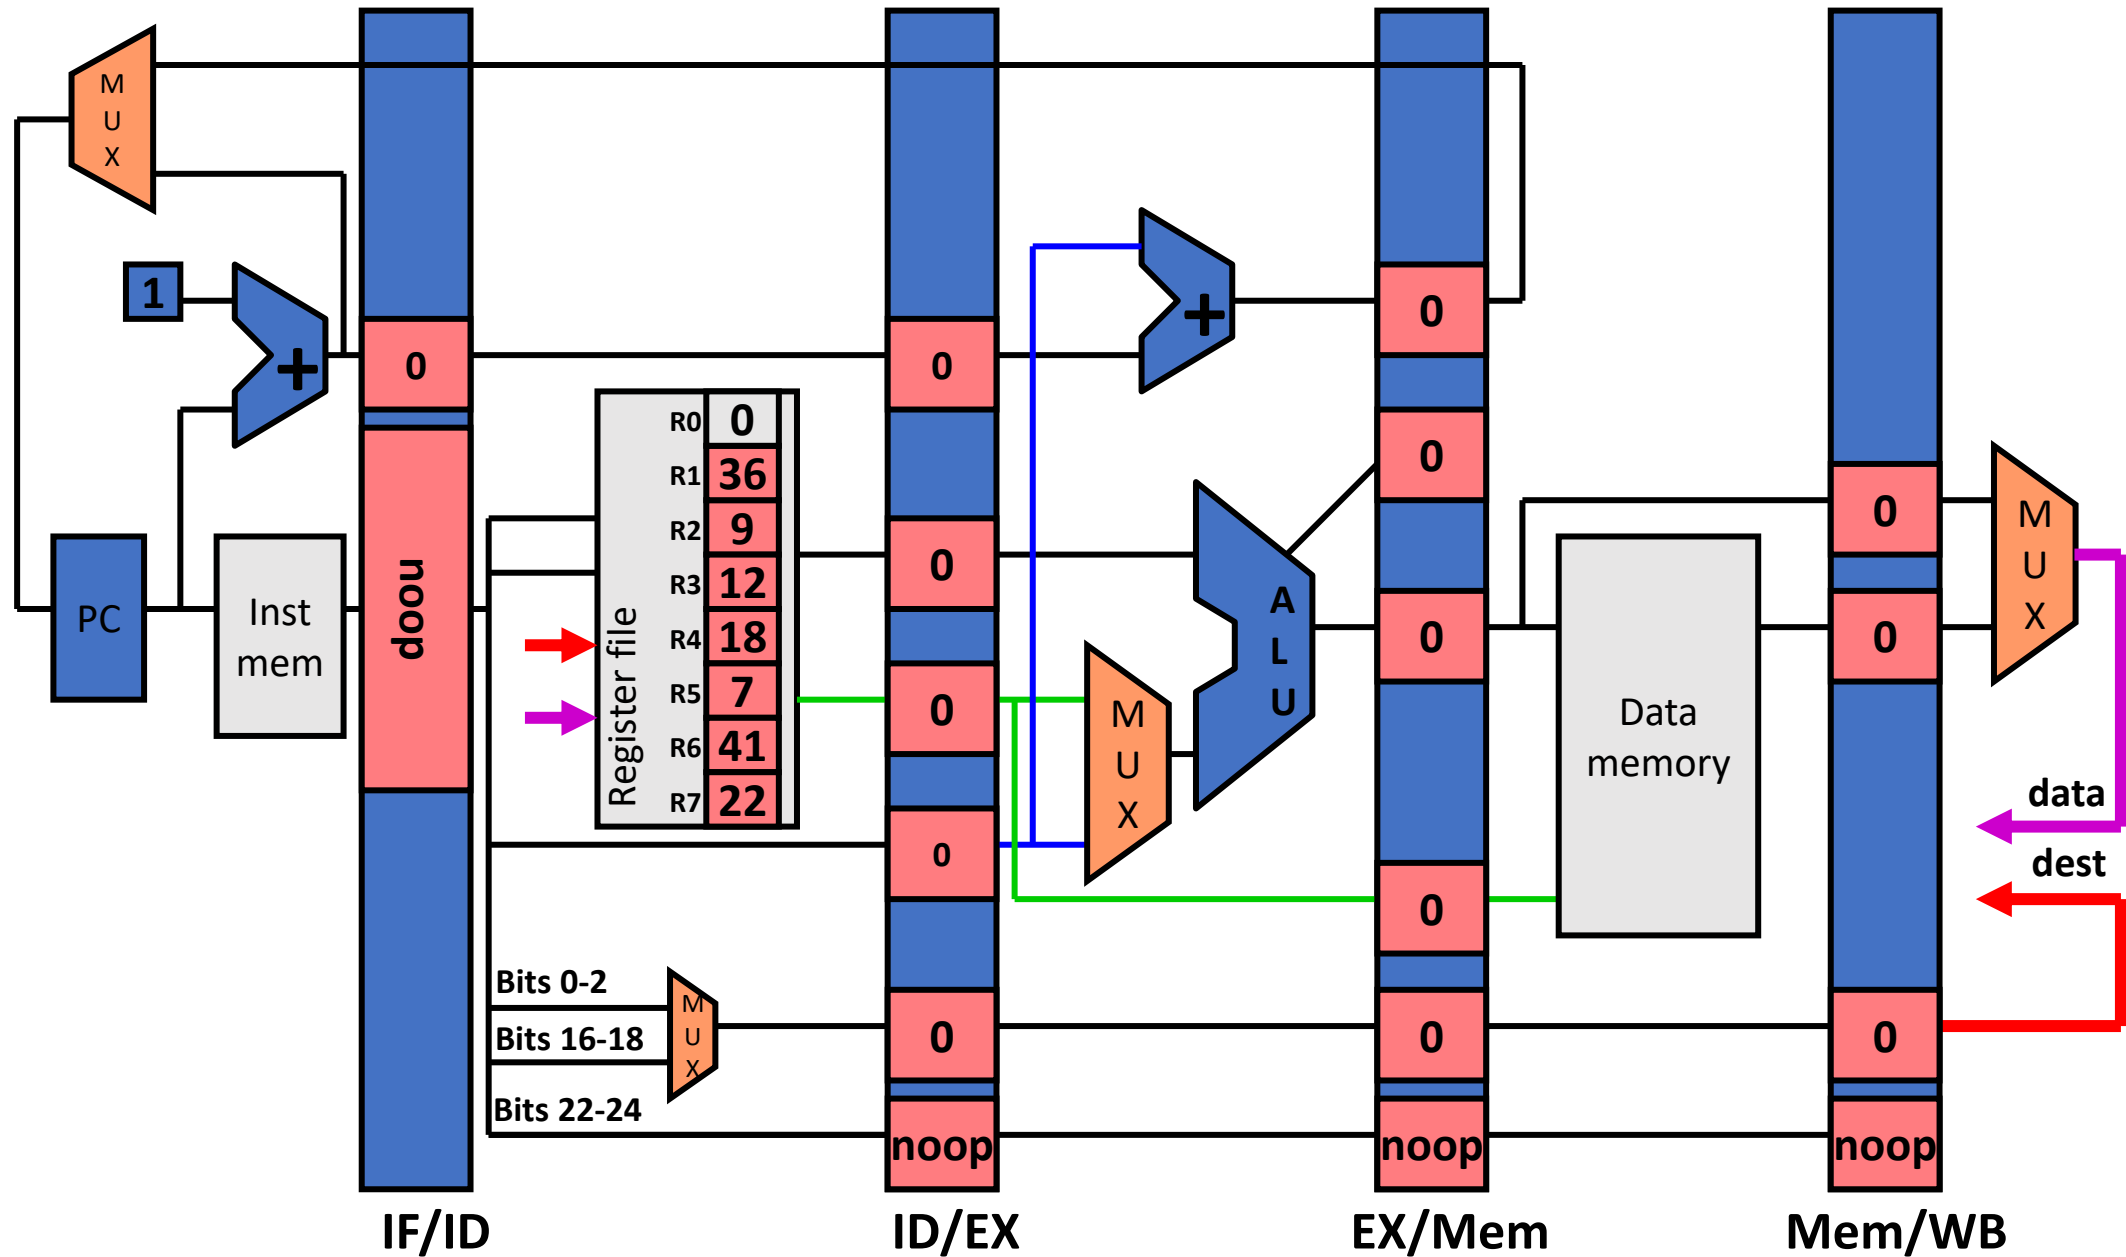 M
U
X
1
+
0
PC
Inst
mem
noop
Register file
R0 0
R1 36
R2 9
R3 12
R4 18
R5 7
R6 41
R7 22
Bits 0-2
Bits 16-18
Bits 22-24
M
U
X
0
0
0
0
0
noop
+
M
U
X
A
L
U
0
0
0
0
0
noop
Data
memory
0
0
0
noop
M
U
X
data
dest
IF/ID
ID/EX
EX/Mem
Mem/WB